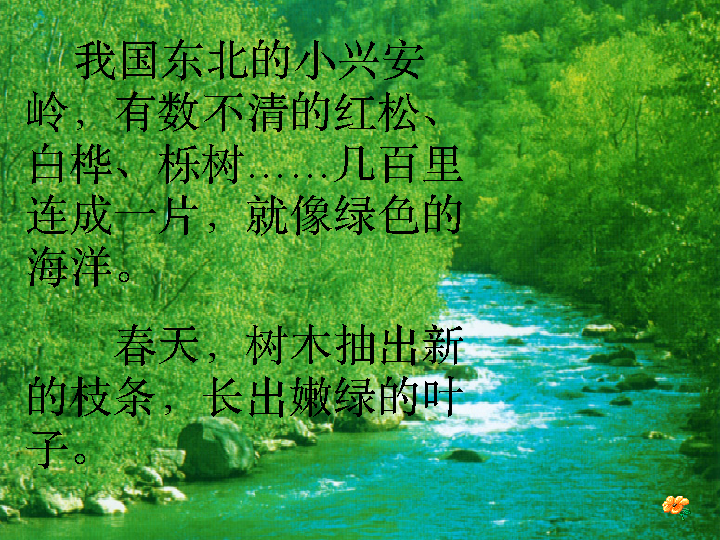 我国东北的小兴安
岭，有数不清的红松、
白桦、栎树……几百里
连成一片，就像绿色的
海洋。
春天，树木抽出新
的枝条，长出嫩绿的叶
子。